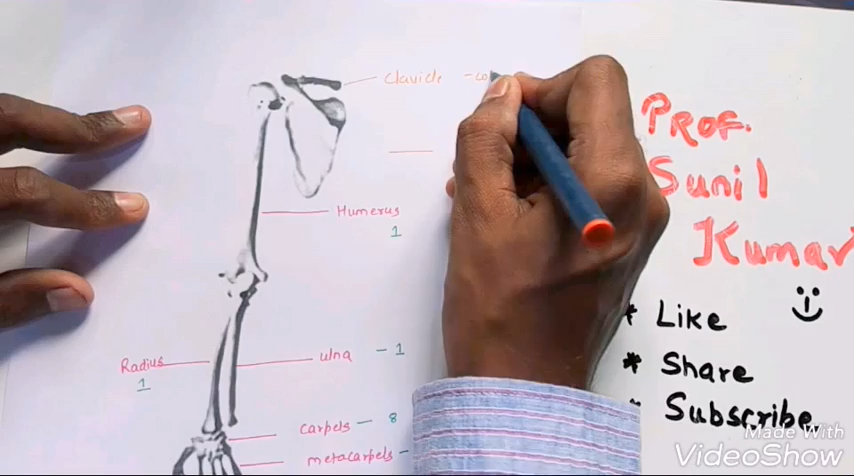 Clavicle - co
Prof.
Sunil
Kumar
Humerus
1
* Like
Radius
1
ulna - 1
* Share
carpels - 8
* Subscribe
metacarpels -
Made With
VideoShow